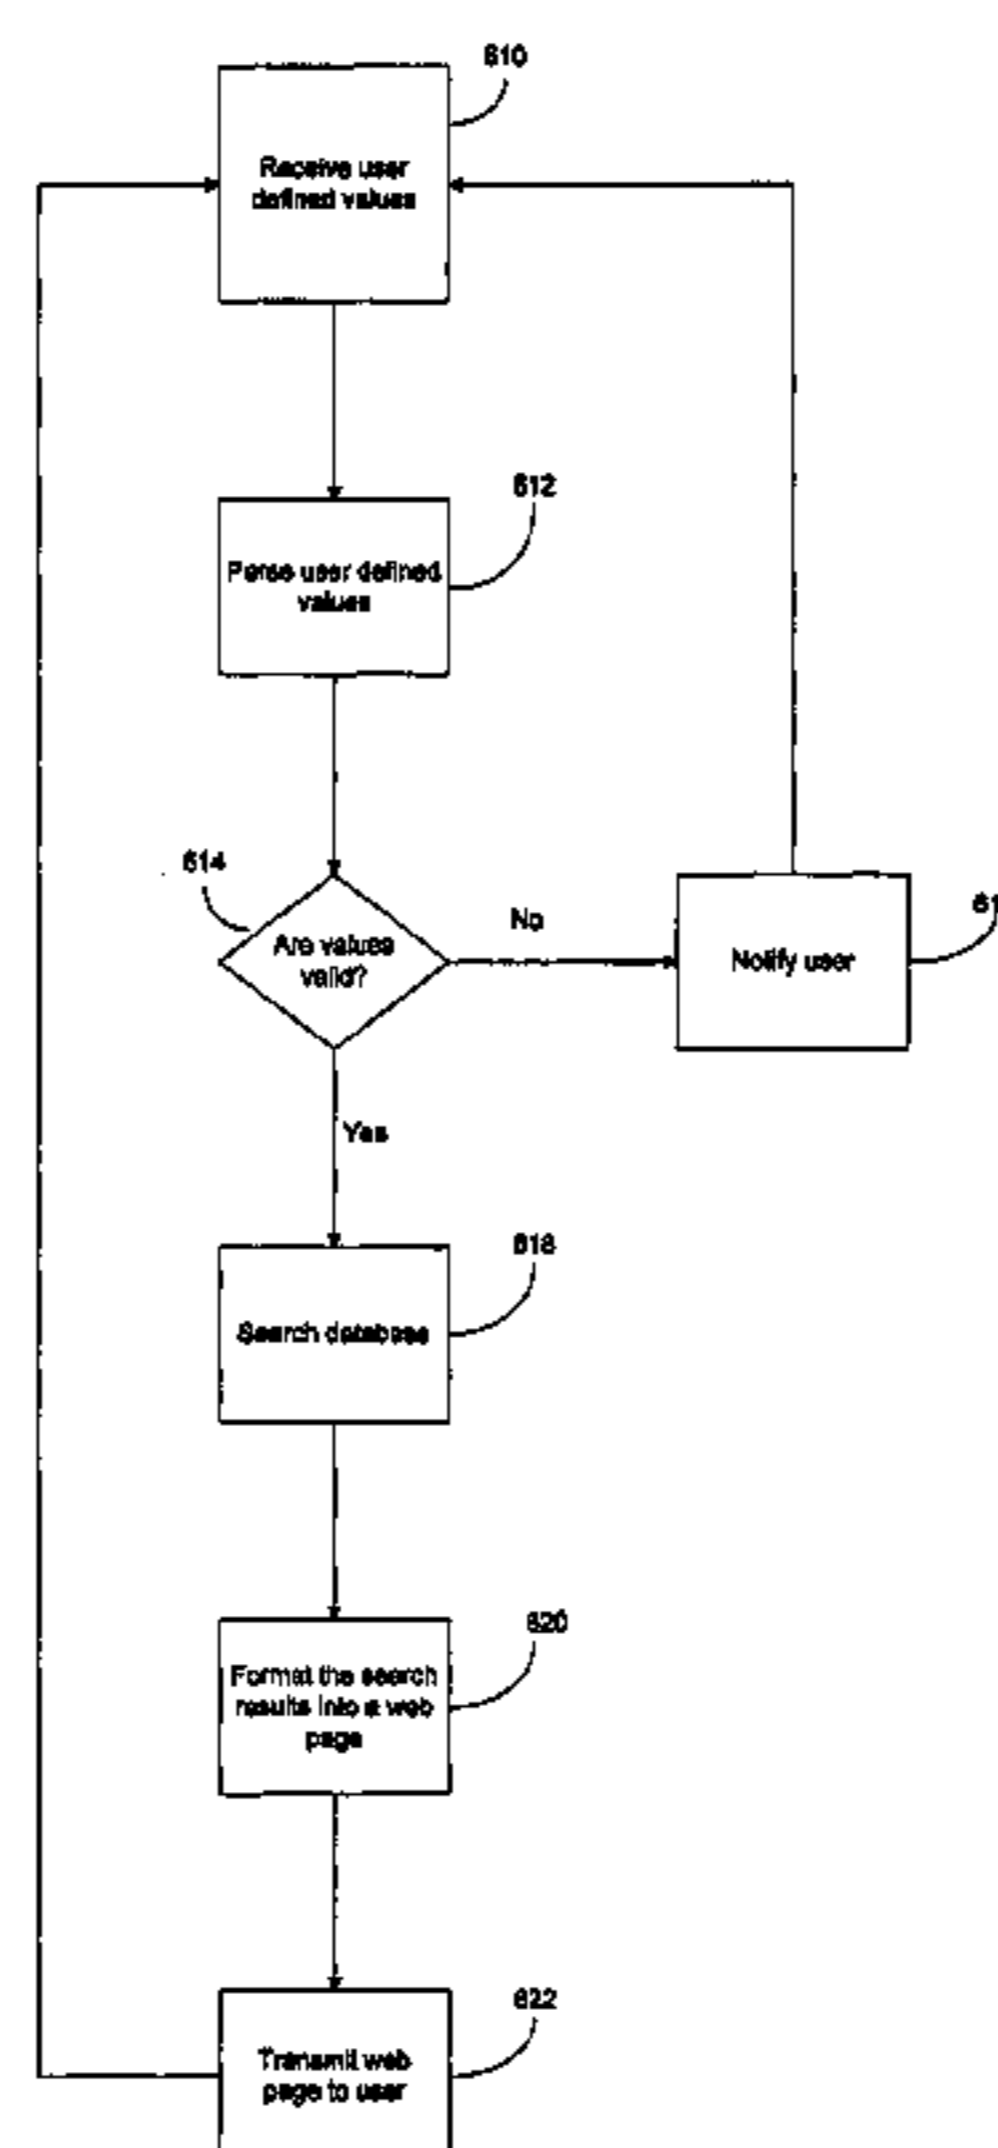 610
Receive user
defined values
612
Parse user defined
values
614
Are values
valid?
No
Notify user
61
Yes
618
Search database
620
Format the search
results into a web
page
622
Transmit web
page to user